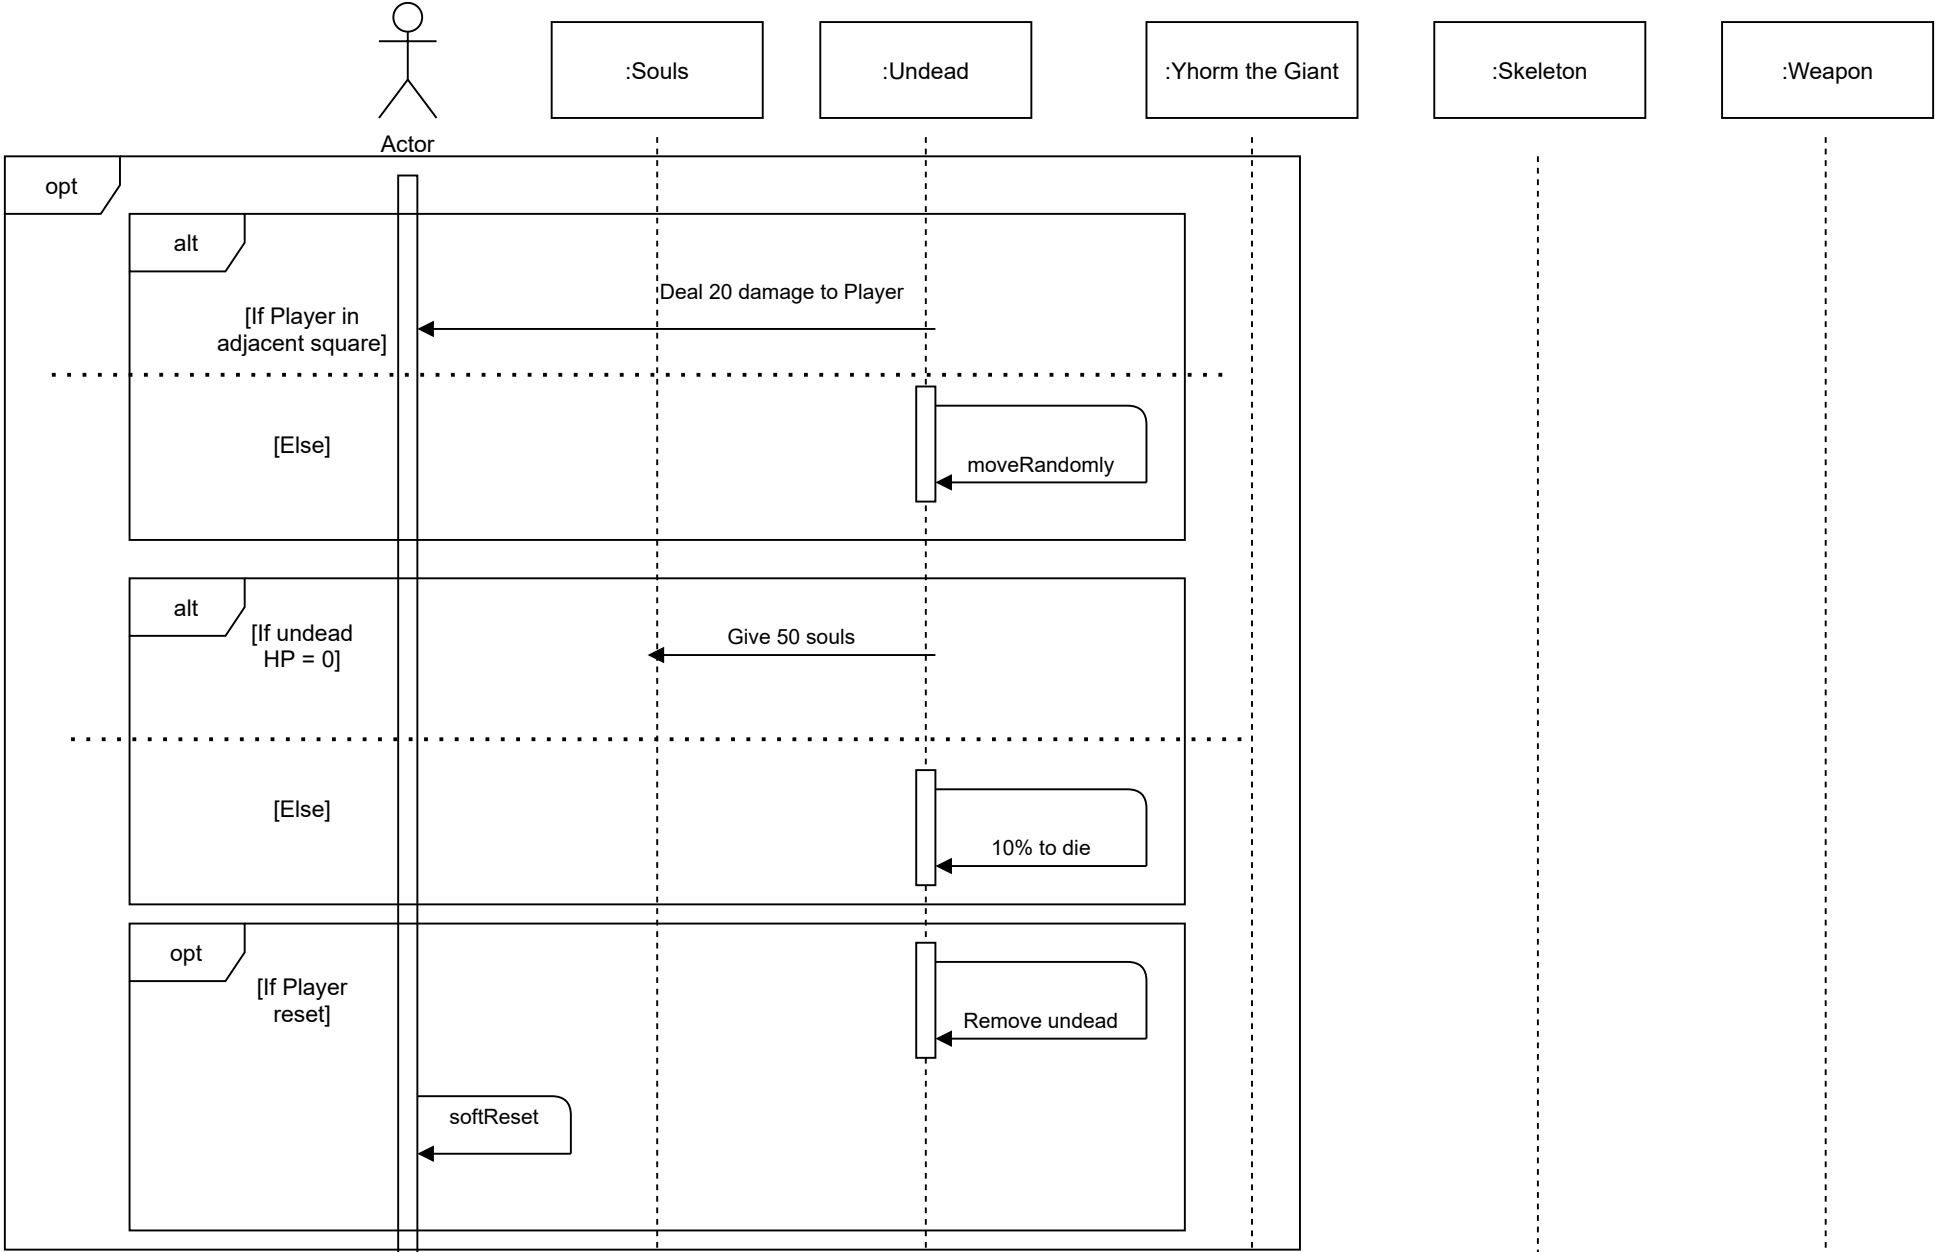 :Souls
:Undead
:Yhorm the Giant
:Skeleton
:Weapon
Actor
opt
alt
Deal 20 damage to Player
[If Player in
adjacent square]
[Else]
moveRandomly
alt
[If undead
HP = 0]
Give 50 souls
[Else]
10% to die
opt
[If Player
reset]
Remove undead
softReset